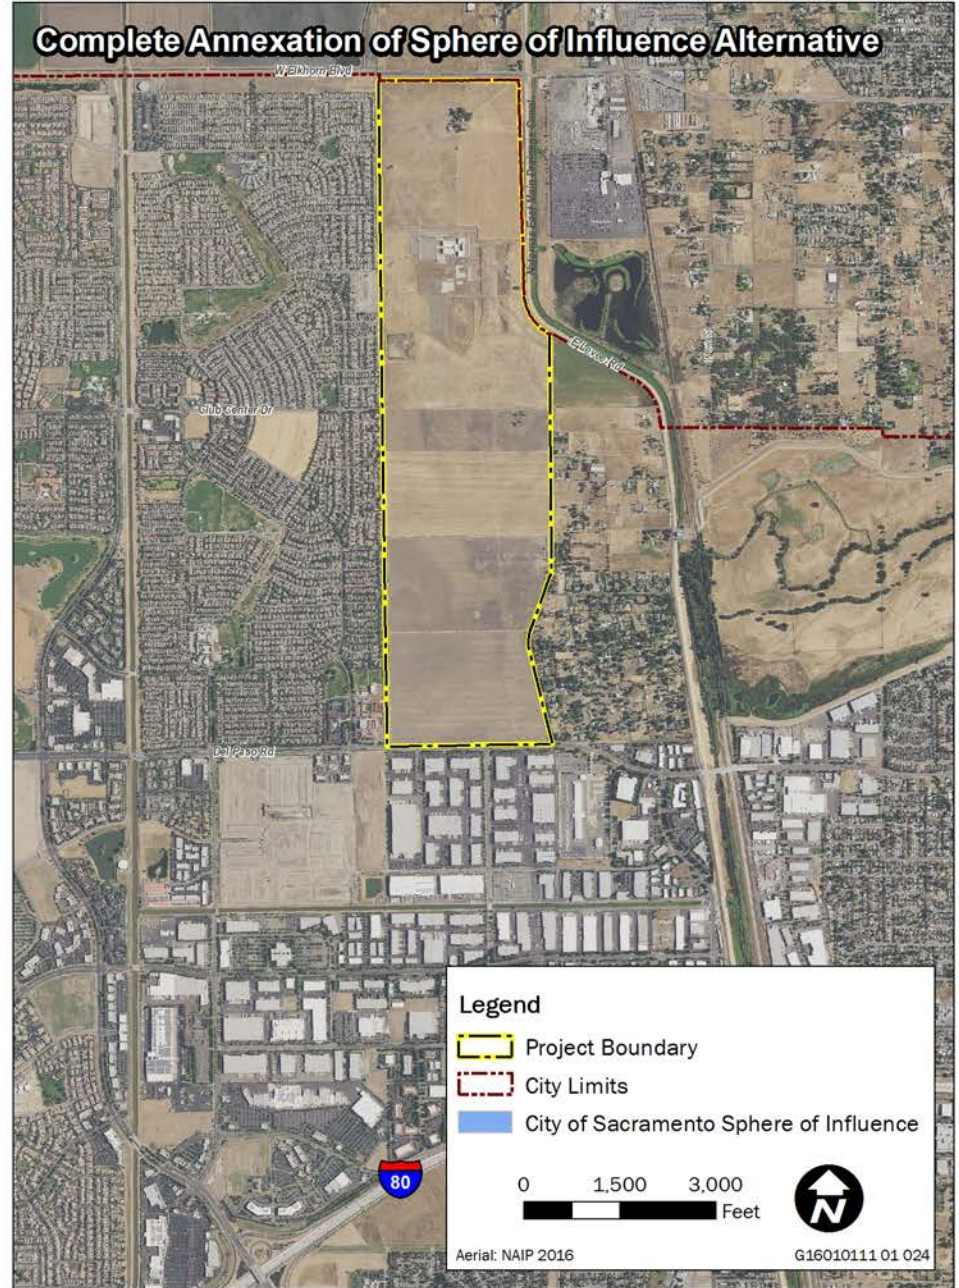 Complete Annexation of Sphere of Influence Alternative
W Elkhorn Blvd
E Levee Rd
Club Center Dr
Del Paso Rd
Legend
Project Boundary
City Limits
City of Sacramento Sphere of Influence
80
0 1,500 3,000
Feet
N
Aerial: NAIP 2016 G16010111 01 024